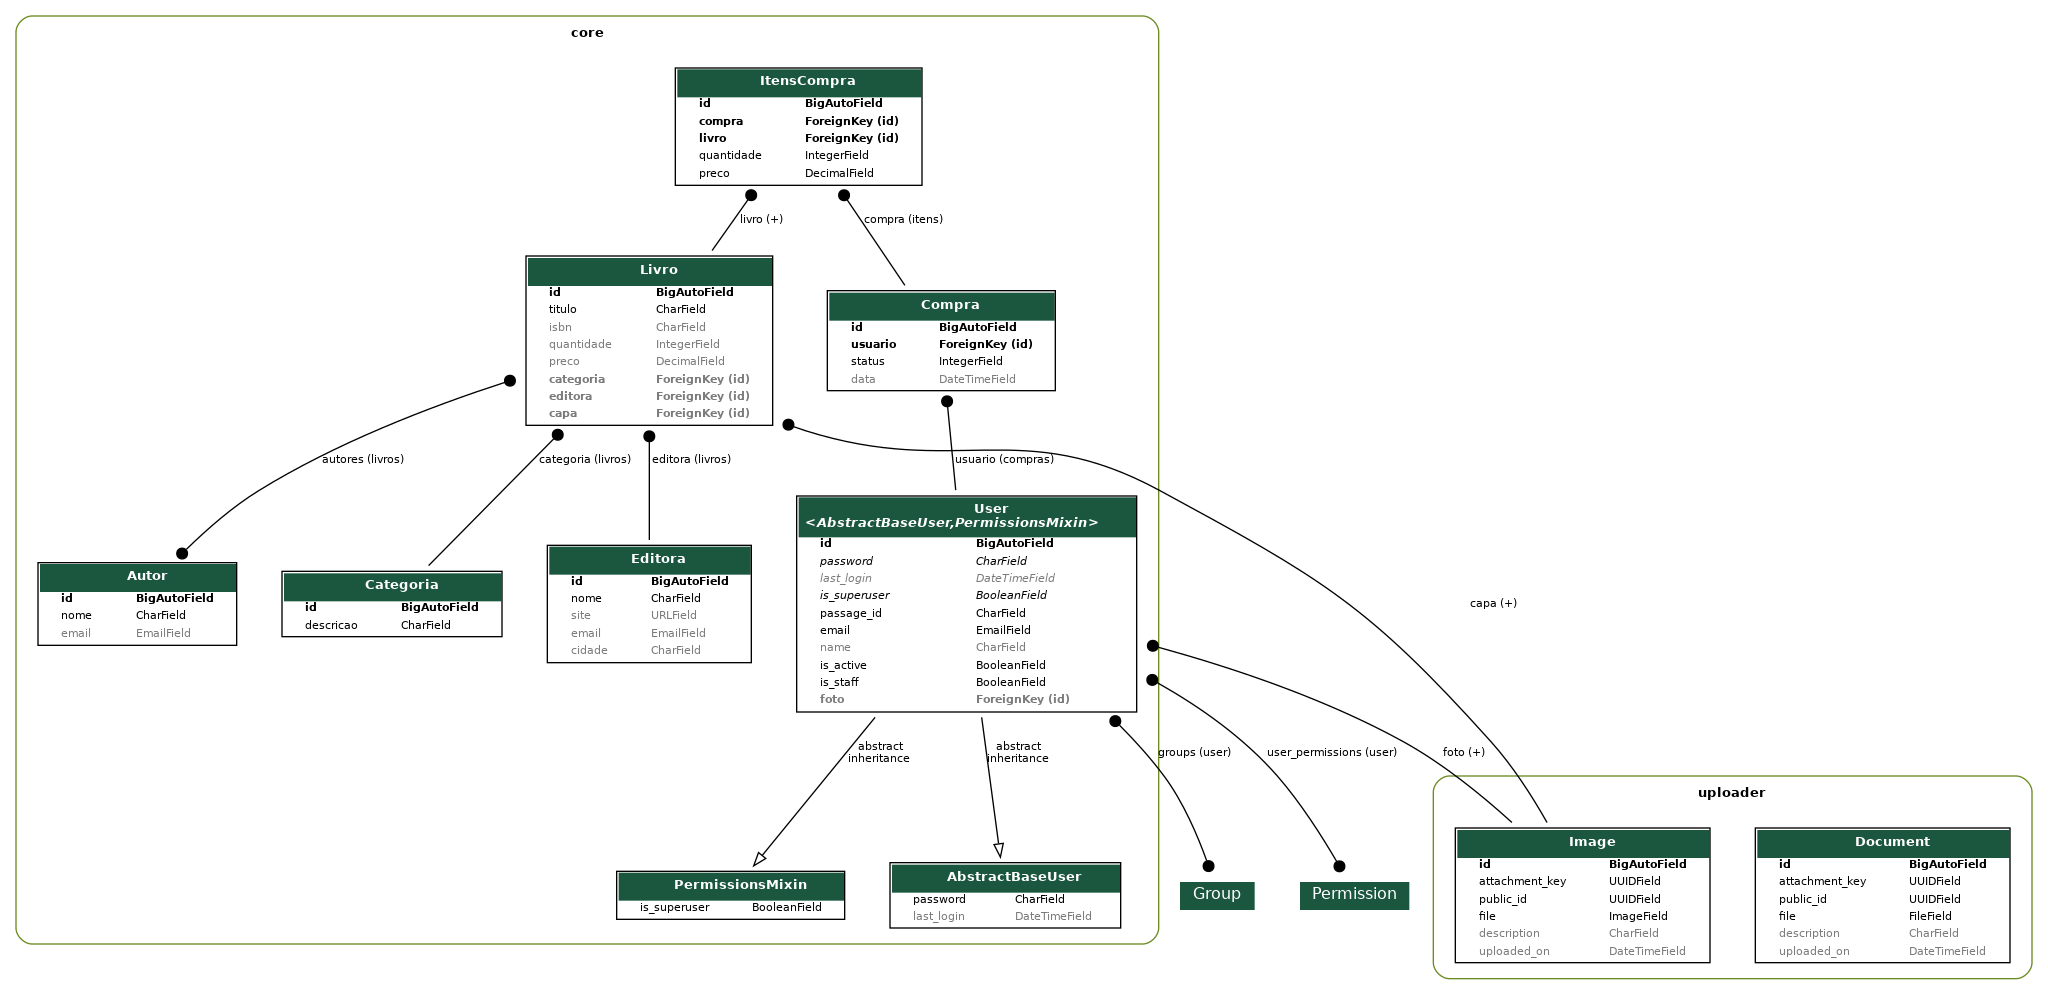 core
ItensCompra
id BigAutoField
compra ForeignKey (id)
livro ForeignKey (id)
quantidade IntegerField
preco DecimalField
livro (+)
compra (itens)
Livro
id BigAutoField
titulo CharField
isbn CharField
quantidade IntegerField
preco DecimalField
categoria ForeignKey (id)
editora ForeignKey (id)
capa ForeignKey (id)
Compra
id BigAutoField
usuario ForeignKey (id)
status IntegerField
data DateTimeField
autores (livros)
categoria (livros)
editora (livros)
usuario (compras)
Autor
id BigAutoField
nome CharField
email EmailField
Categoria
id BigAutoField
descricao CharField
Editora
id BigAutoField
nome CharField
site URLField
email EmailField
cidade CharField
User
<AbstractBaseUser,PermissionsMixin>
id BigAutoField
password CharField
last_login DateTimeField
is_superuser BooleanField
passage_id CharField
email EmailField
name CharField
is_active BooleanField
is_staff BooleanField
foto ForeignKey (id)
capa (+)
abstract
inheritance
abstract
inheritance
groups (user)
user_permissions (user)
foto (+)
PermissionsMixin
is_superuser BooleanField
AbstractBaseUser
password CharField
last_login DateTimeField
Group
Permission
uploader
Image
id BigAutoField
attachment_key UUIDField
public_id UUIDField
file ImageField
description CharField
uploaded_on DateTimeField
Document
id BigAutoField
attachment_key UUIDField
public_id UUIDField
file FileField
description CharField
uploaded_on DateTimeField